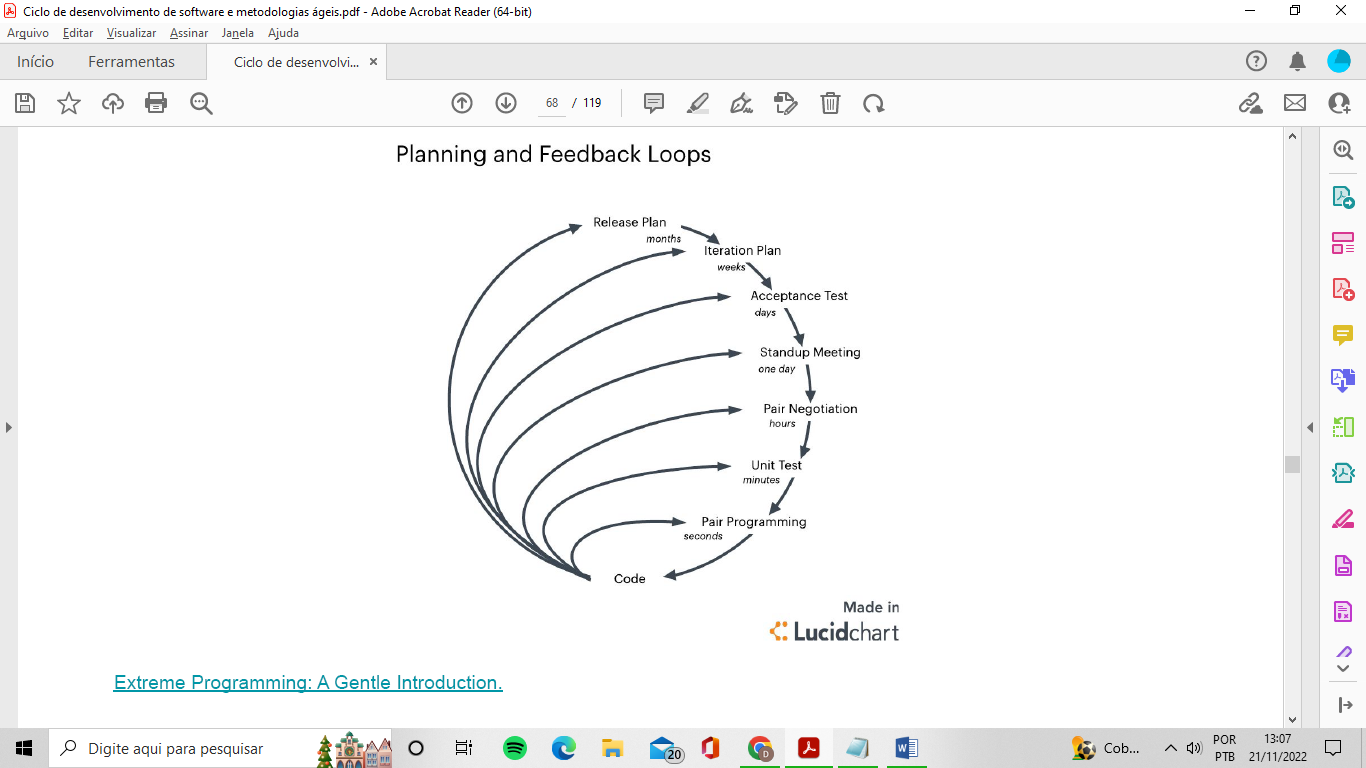 Ciclo de desenvolvimento de software e metodologias ágeis.pdf - Adobe Acrobat Reader (64-bit)
Arquivo Editar Visualizar Assinar Janela Ajuda
Início Ferramentas Ciclo de desenvolvi... ×
68 / 119
Planning and Feedback Loops
Release Plan
months
Iteration Plan
weeks
Acceptance Test
days
Standup Meeting
one day
Pair Negotiation
hours
Unit Test
minutes
Pair Programming
seconds
Code
Made in
Lucidchart
Extreme Programming: A Gentle Introduction.
Digite aqui para pesquisar
20
Cob...
POR
PTB
13:07
21/11/2022